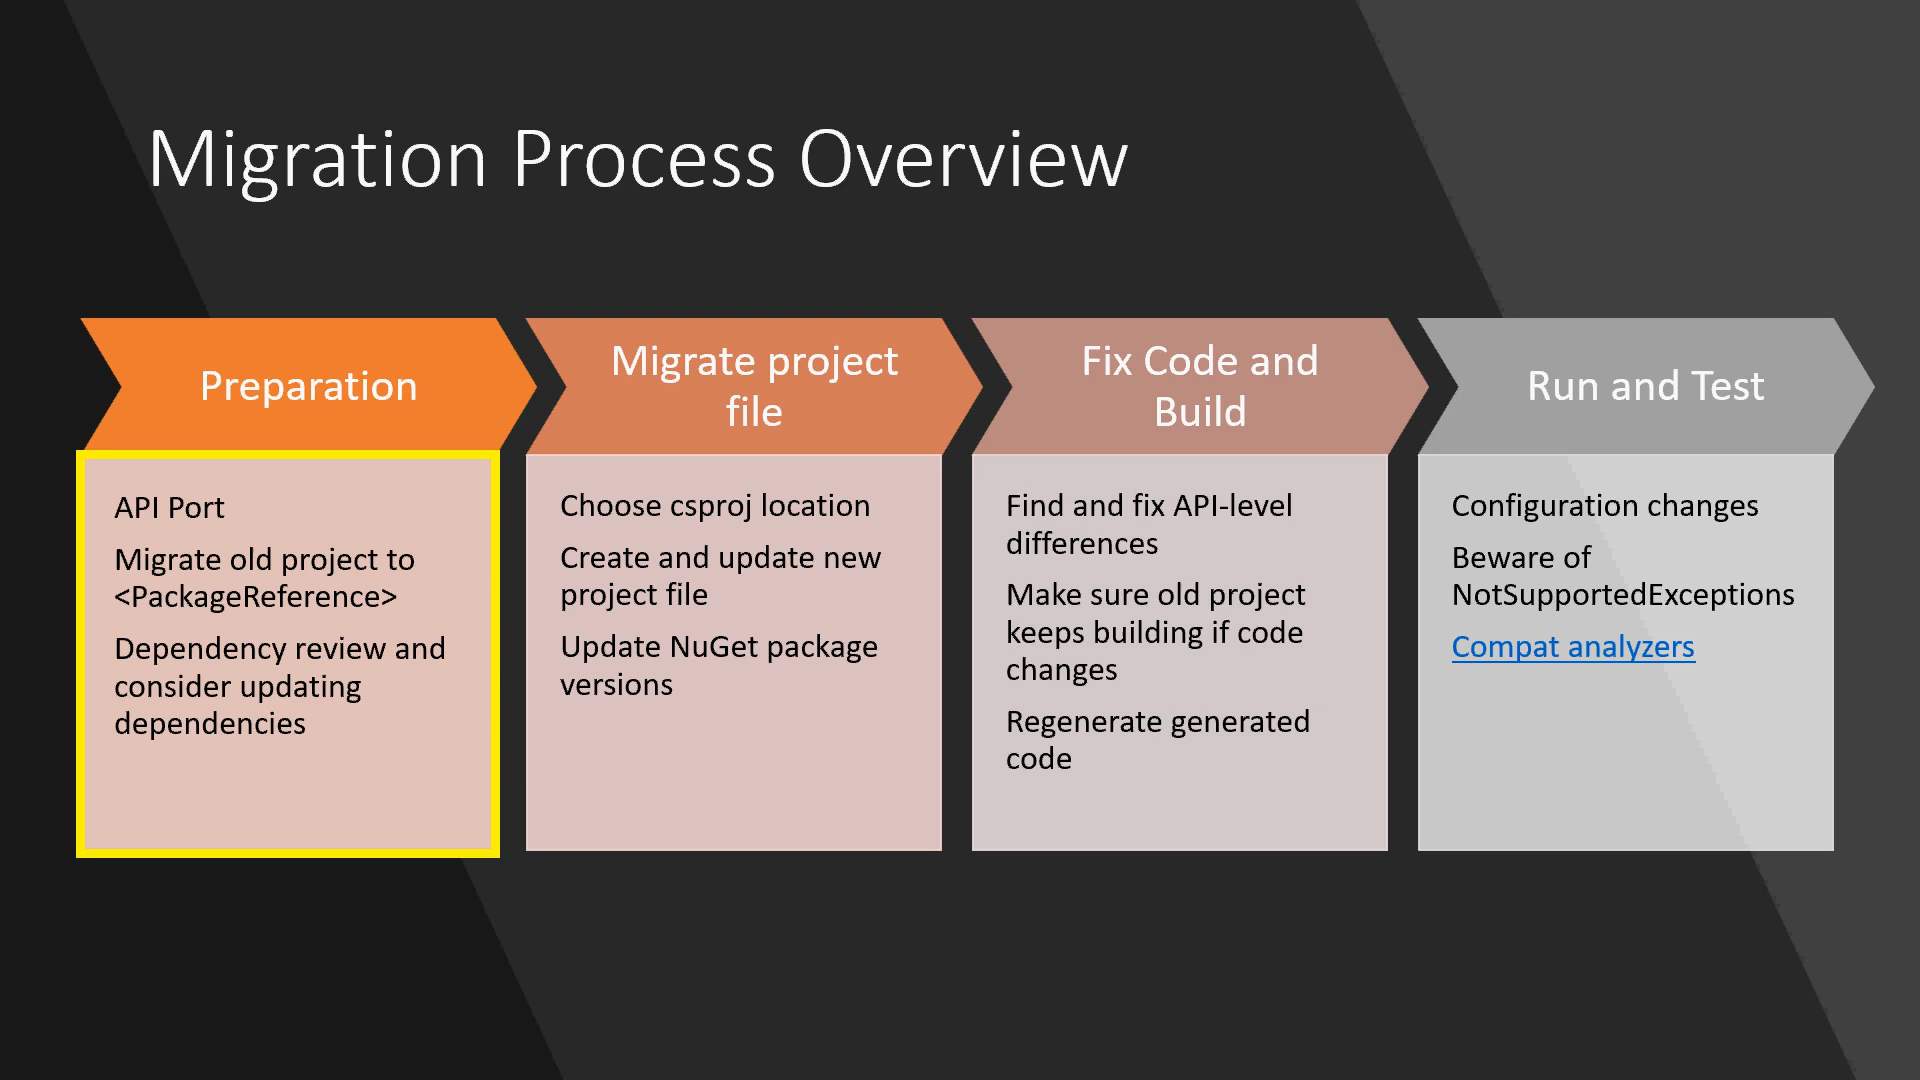 Migration Process Overview
Preparation
API Port
Migrate old project to
<PackageReference>
Dependency review and
consider updating
dependencies
Migrate project
file
Choose csproj location
Create and update new
project file
Update NuGet package
versions
Fix Code and
Build
Find and fix API-level
differences
Make sure old project
keeps building if code
changes
Regenerate generated
code
Run and Test
Configuration changes
Beware of
NotSupportedExceptions
Compat analyzers